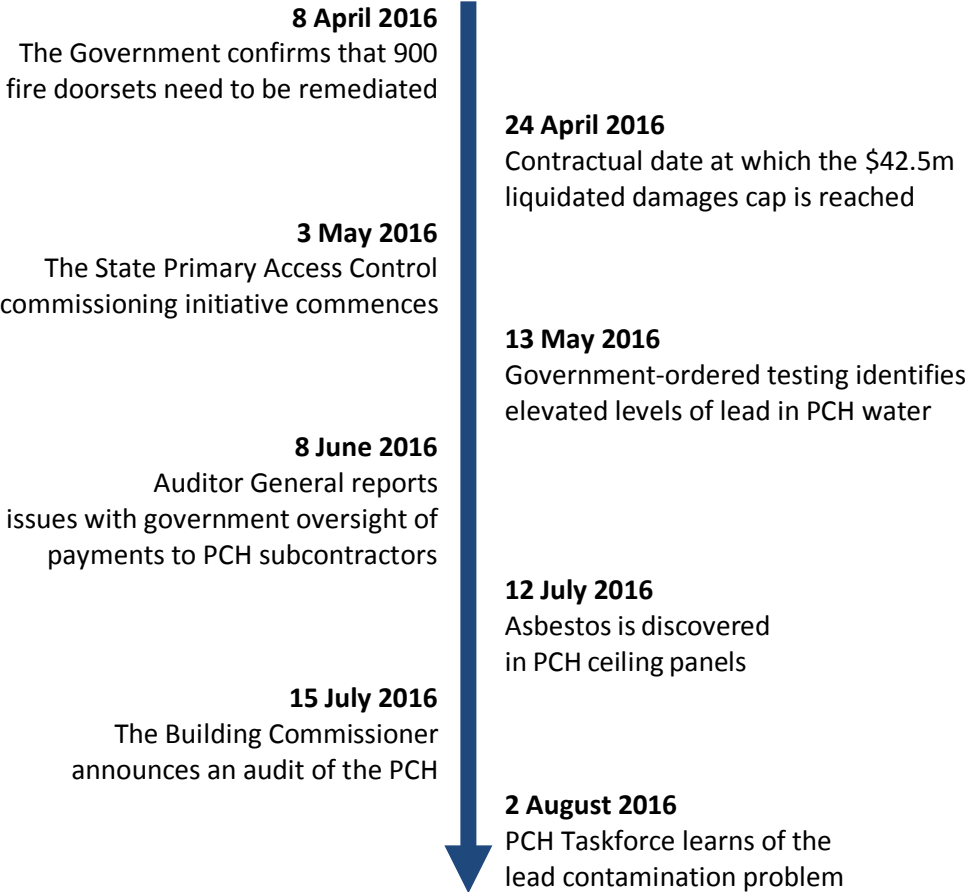 8 April 2016
The Government confirms that 900
fire doorsets need to be remediated
24 April 2016
Contractual date at which the $42.5m
liquidated damages cap is reached
3 May 2016
The State Primary Access Control
commissioning initiative commences
13 May 2016
Government-ordered testing identifies
elevated levels of lead in PCH water
8 June 2016
Auditor General reports
issues with government oversight of
payments to PCH subcontractors
12 July 2016
Asbestos is discovered
in PCH ceiling panels
15 July 2016
The Building Commissioner
announces an audit of the PCH
2 August 2016
PCH Taskforce learns of the
lead contamination problem